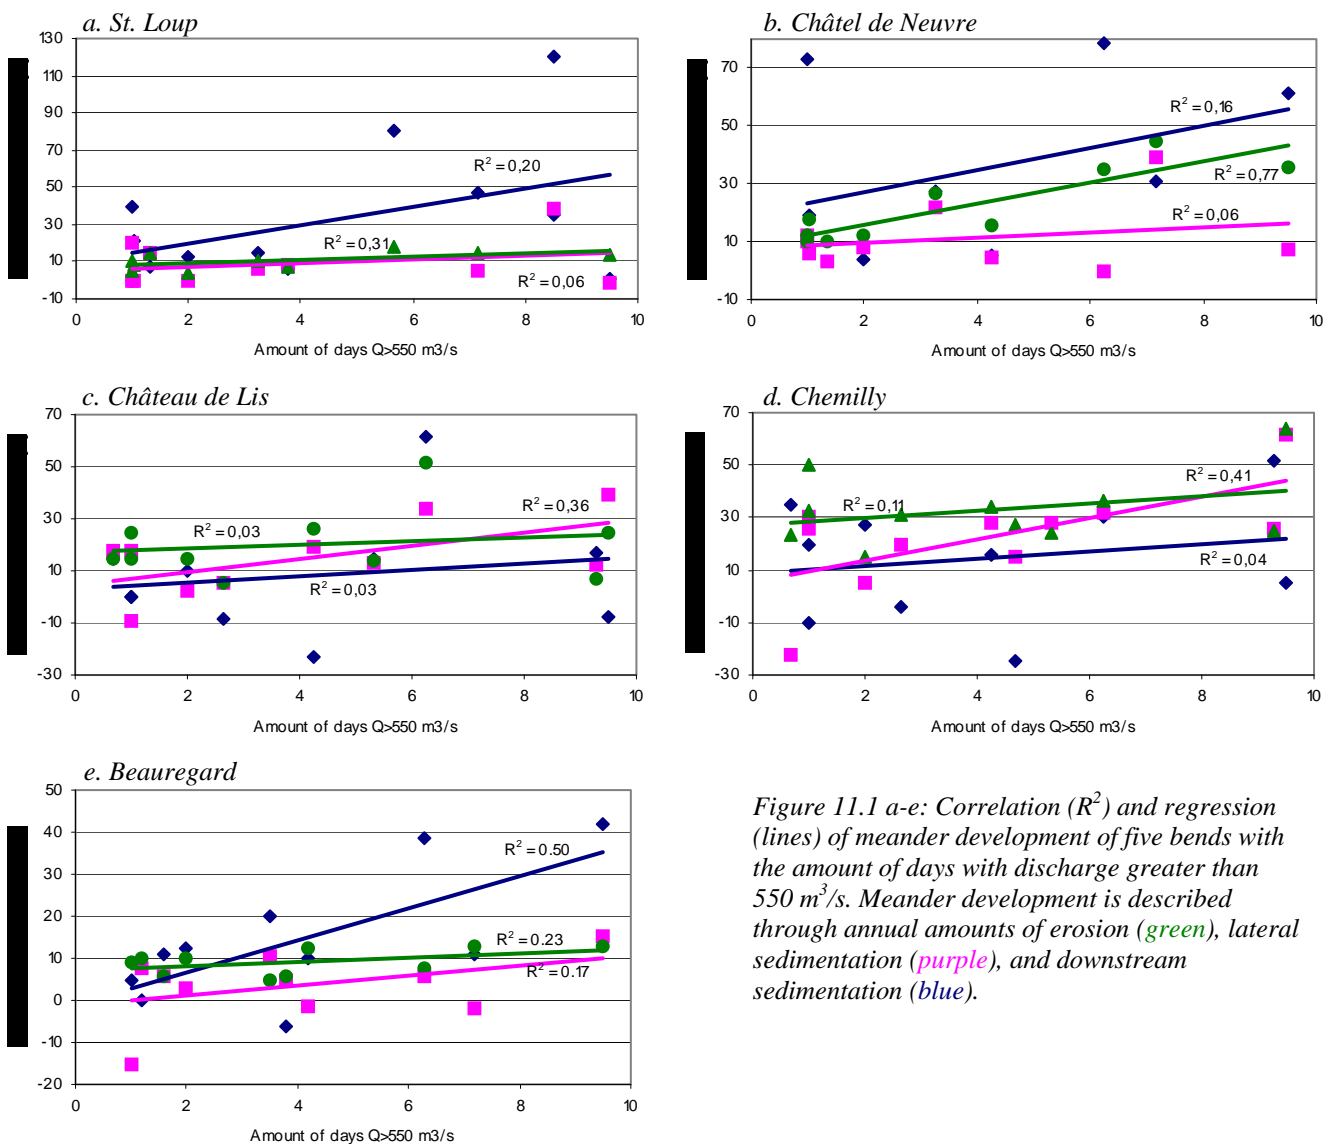 a. St. Loup
130
110
90
70
50
30
10
-10
0 2 4 6 8 10
R² = 0,20
R² = 0,31
R² = 0,06
Amount of days Q>550 m3/s
b. Châtel de Neuvre
70
50
30
10
-10
0 2 4 6 8 10
R² = 0,16
R² = 0,77
R² = 0,06
Amount of days Q>550 m3/s
c. Château de Lis
70
50
30
10
-10
-30
0 2 4 6 8 10
R² = 0,36
R² = 0,03
R² = 0,03
Amount of days Q>550 m3/s
d. Chemilly
70
50
30
10
-10
-30
0 2 4 6 8 10
R² = 0,41
R² = 0,11
R² = 0,04
Amount of days Q>550 m3/s
e. Beauregard
50
40
30
20
10
0
-10
-20
0 2 4 6 8 10
R² = 0.50
R² = 0.23
R² = 0.17
Amount of days Q>550 m3/s
Figure 11.1 a-e: Correlation (R²) and regression
(lines) of meander development of five bends with
the amount of days with discharge greater than
550 m³/s. Meander development is described
through annual amounts of erosion (green), lateral
sedimentation (purple), and downstream
sedimentation (blue).